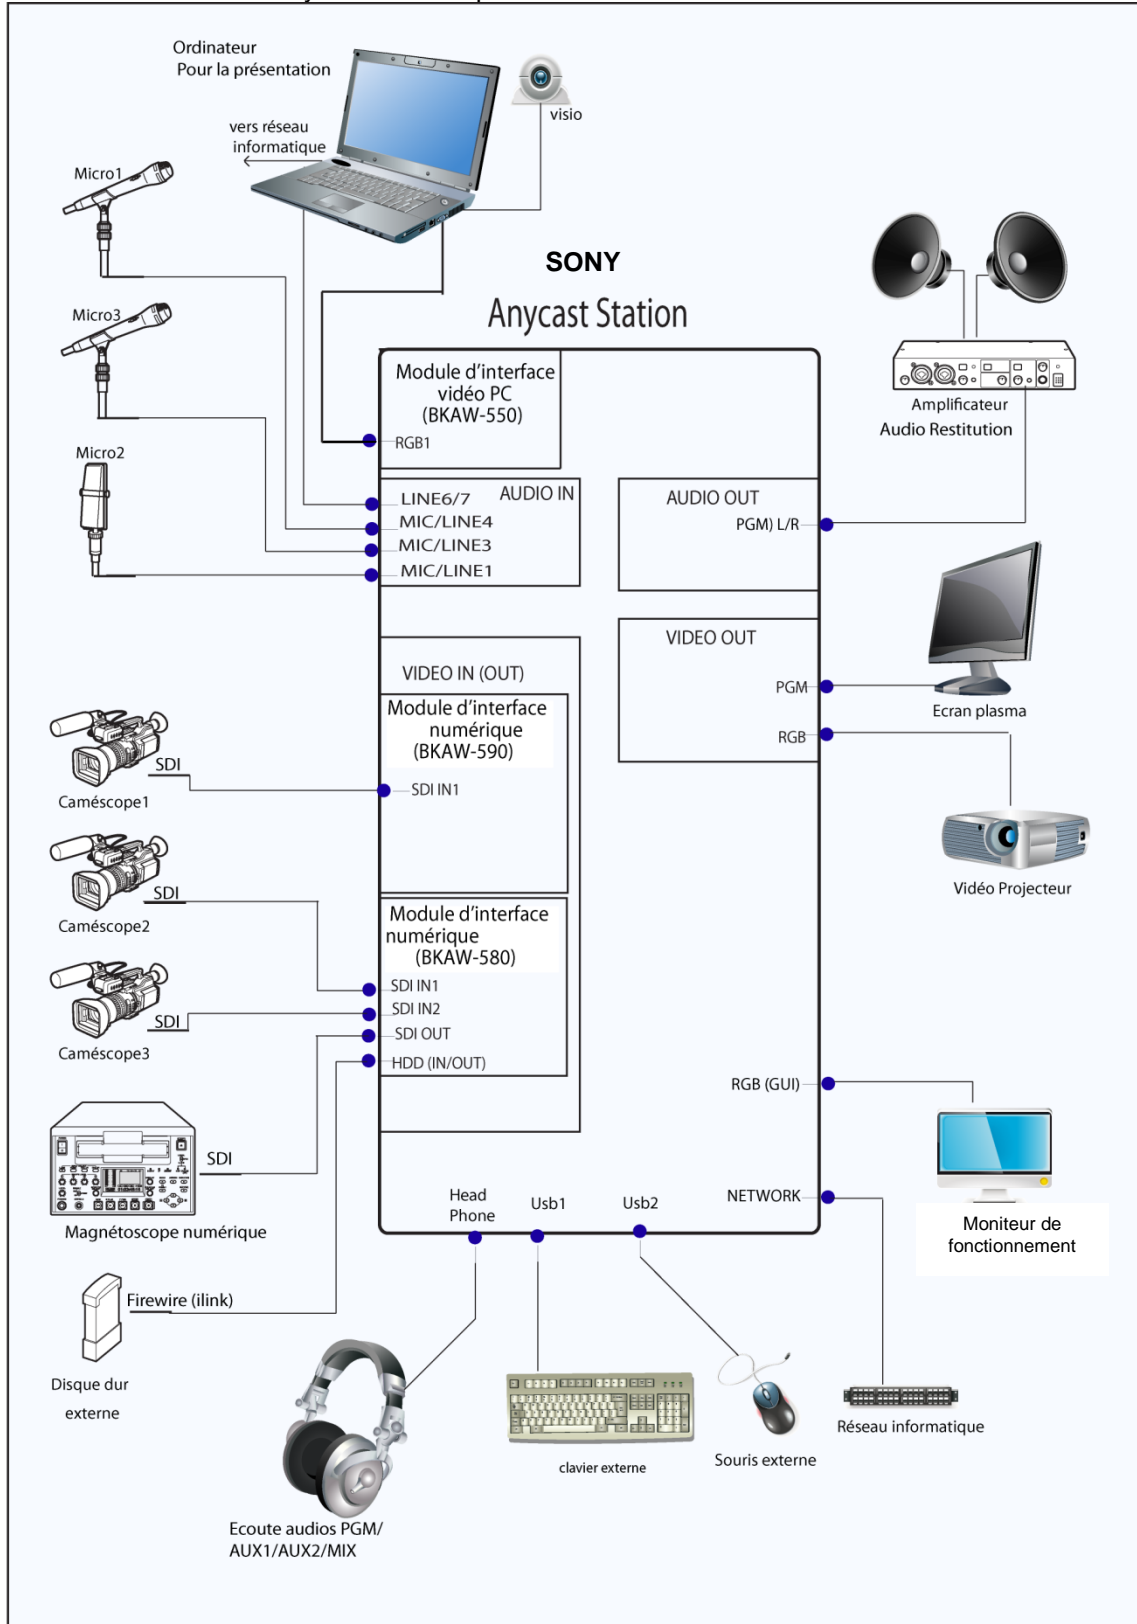 Ordinateur
Pour la présentation
visio
vers réseau
informatique
Micro1
SONY
Anycast Station
Micro3
Module d'interface
vidéo PC
(BKAW-550)
RGB1
Amplificateur
Audio Restitution
Micro2
LINE6/7
AUDIO IN
MIC/LINE4
MIC/LINE3
MIC/LINE1
AUDIO OUT
PGM) L/R
VIDEO OUT
PGM
RGB
Ecran plasma
VIDEO IN (OUT)
Module d'interface
numérique
(BKAW-590)
SDI IN1
SDI
Caméscope1
Vidéo Projecteur
SDI
Caméscope2
Module d'interface
numérique
(BKAW-580)
SDI IN1
SDI IN2
SDI OUT
HDD (IN/OUT)
SDI
Caméscope3
RGB (GUI)
SDI
Magnétoscope numérique
Head
Phone
Usb1
Usb2
NETWORK
Moniteur de
fonctionnement
Firewire (ilink)
Disque dur
externe
Réseau informatique
clavier externe
Souris externe
Ecoute audios PGM/
AUX1/AUX2/MIX